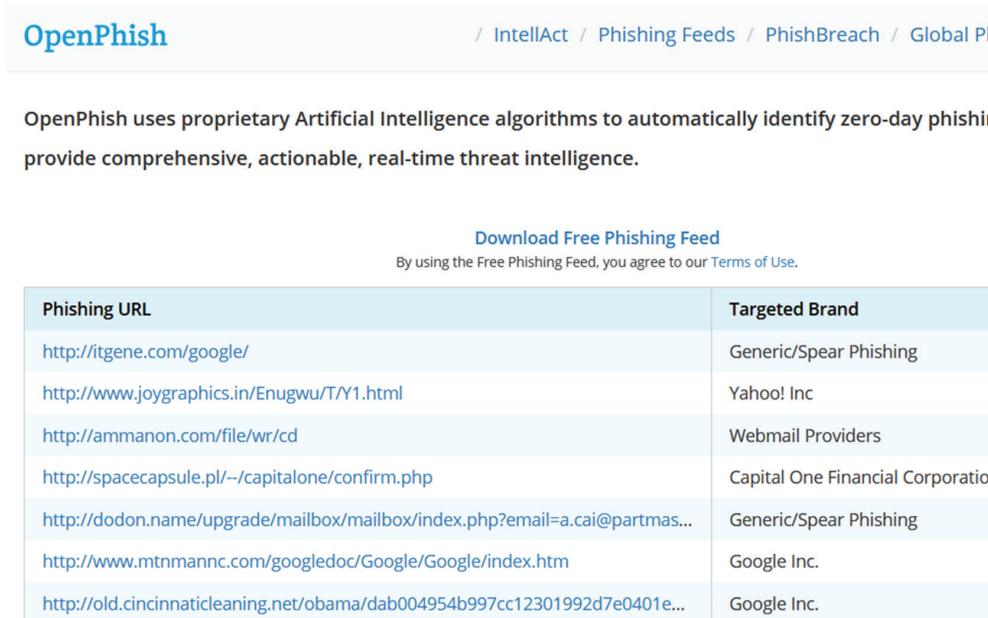 OpenPhish / IntellAct / Phishing Feeds / PhishBreach / Global
OpenPhish uses proprietary Artificial Intelligence algorithms to automatically identify zero-day
provide comprehensive, actionable, real-time threat intelligence.
Download Free Phishing Feed
By using the Free Phishing Feed, you agree to our Terms of Use.
Phishing URL Targeted Brand
http://itgene.com/google/ Generic/Spear Phishing
http://www.joygraphics.in/Enugwu/T/Y1.html Yahoo! Inc
http://ammanon.com/file/wr/cd Webmail Providers
http://spacecapsule.pl/--/capitalone/confirm.php Capital One Financial Corporatio
http://dodon.name/upgrade/mailbox/mailbox/index.php?email=a.cai@partmas... Generic/Spear Phishing
http://www.mtnmannc.com/googledoc/Google/Google/index.htm Google Inc.
http://old.cincinnaticleaning.net/obama/dab004954b997cc12301992d7e0401e... Google Inc.